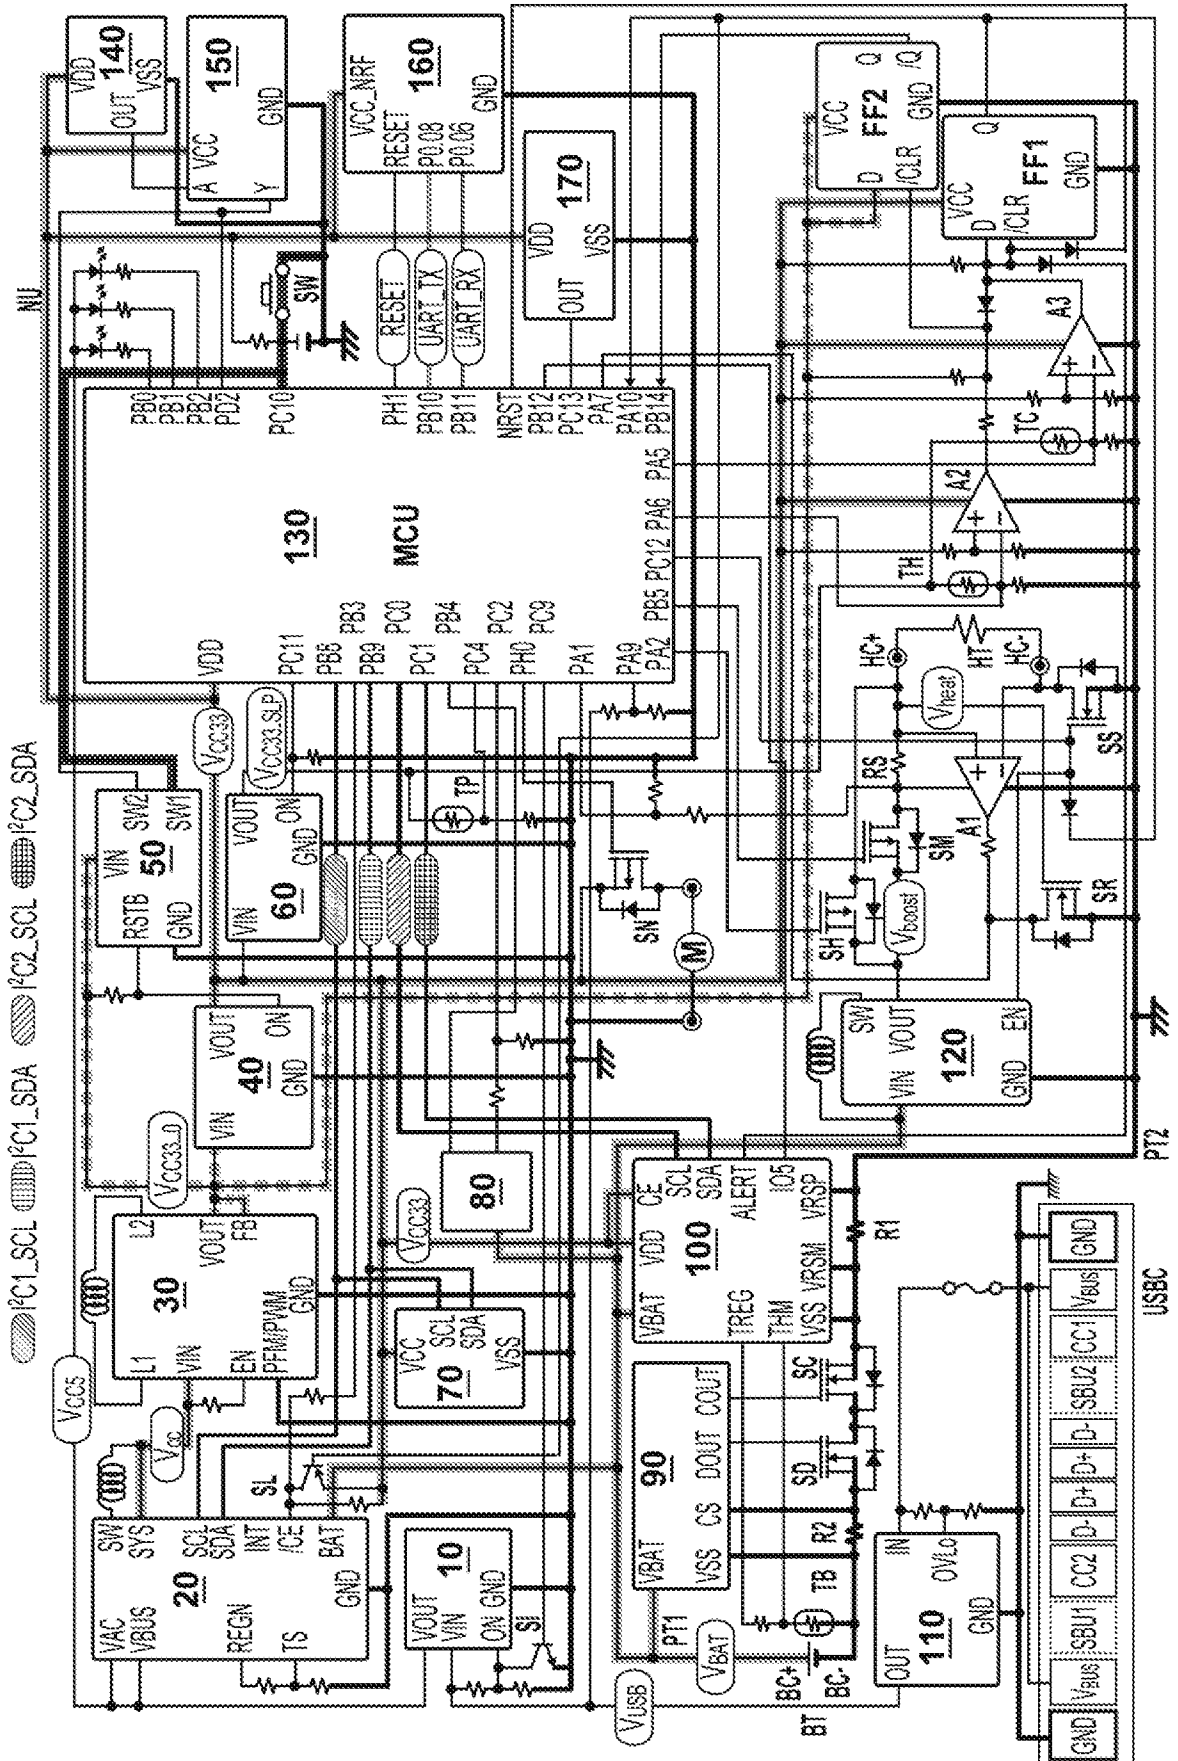 I²C1_SCL
I²C1_SDA
I²C2_SCL
I²C2_SDA
NU
VCC5
VAC
VBUS
REGN
TS
20
SW
SYS
SCL
SDA
INT
/ICE
BAT
GND
VCC
SL
L1
VIN
EN
PFM/PWM
30
L2
VOUT
FB
GND
VCC33_0
VIN
40
VOUT
ON
GND
RSTB
GND
50
VIN
SW2
SW1
VIN
60
VOUT
ON
GND
VCC33
VCC33_SLP
140
VDD
OUT
VSS
150
A
VCC
Y
GND
160
VCC_NRF
RESET
P0.08
P0.06
GND
170
VDD
OUT
VSS
SW
RESET
UART_TX
UART_RX
130
MCU
VDD
PC11
PB8
PB3
PB9
PC0
PC1
PB4
PC4
PC2
PH0
PC9
PA1
PA9
PA2
PB5
PC12
PA6
PA5
PB0
PB1
PB2
PD2
PC10
PH1
PB10
PB11
NRST
PB12
PC13
PA7
PA10
PB14
TP
SN
M
VOUT
VIN
ON
GND
10
SI
70
VCC
SCL
SDA
VSS
VCC33
80
VUSB
VBAT
PT1
BT
BC+
BC-
TB
R2
90
VBAT
VSS
CS
DOUT
COUT
SD
SC
100
VBAT
VDD
CE
SCL
SDA
ALERT
IO5
TREG
THM
VSS
VRSM
VRSP
R1
PT2
110
OUT
IN
OVLo
GND
USBC
GND
VBUS
SBU1
CC2
D-
D+
D+
D-
SBU2
CC1
VBUS
GND
120
SW
VOUT
VIN
EN
GND
Vboost
SH
SM
SR
RS
A1
Vheat
HC+
HT
HC-
SS
TH
A2
TC
A3
FF2
VCC
D
/CLR
Q
/Q
GND
FF1
VCC
D
/CLR
Q
GND